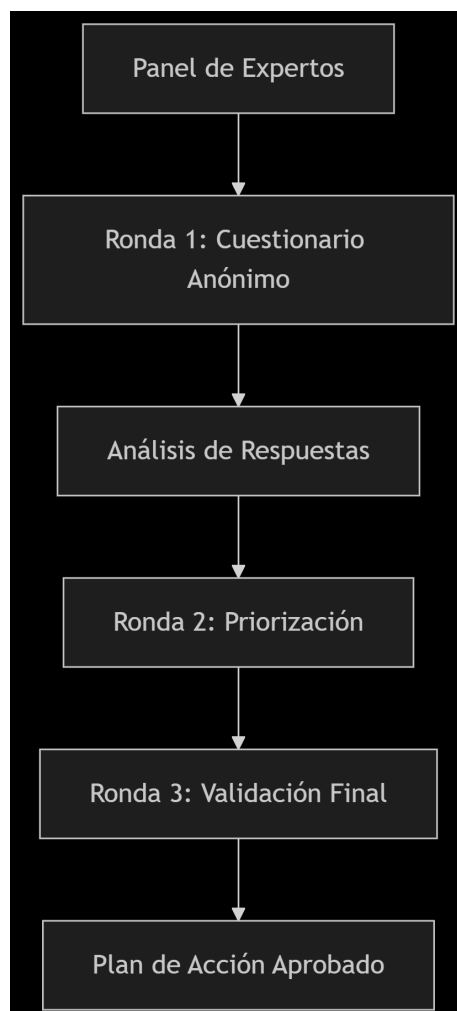 Panel de Expertos
Ronda 1: Cuestionario
Anónimo
Análisis de Respuestas
Ronda 2: Priorización
Ronda 3: Validación Final
Plan de Acción Aprobado